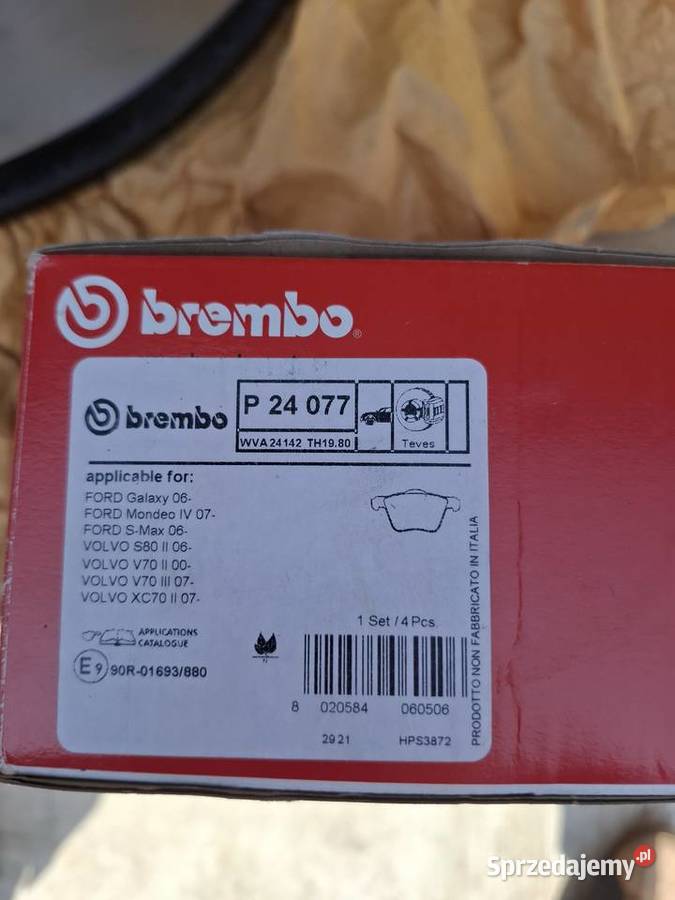 brembo®
brembo
P 24 077
WVA 24 142 TH19.80
Teves
applicable for:
FORD Galaxy 06-
FORD Mondeo IV 07-
FORD S-Max 06-
VOLVO S80 II 06-
VOLVO V70 II 00-
VOLVO V70 III 07-
VOLVO XC70 II 07-
1 Set / 4 Pcs.
APPLICATIONS
CATALOGUE
E9 90R-01693/880
8 020584 060506
2921 HPS3872
PRODOTTO NON FABBRICATO IN ITALIA
Sprzedajemy.pl